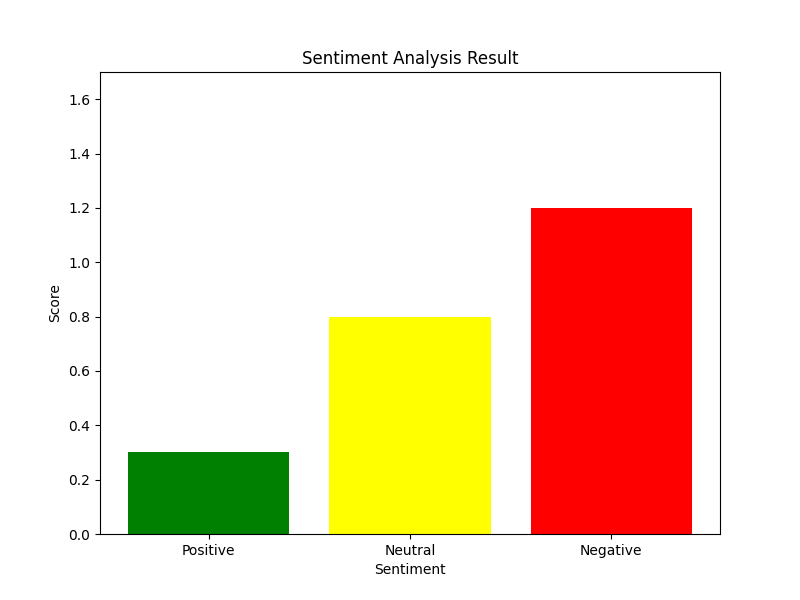 Sentiment Analysis Result
1.6
1.4
1.2
1.0
0.8
0.6
0.4
0.2
0.0
Score
Positive Neutral Negative
Sentiment